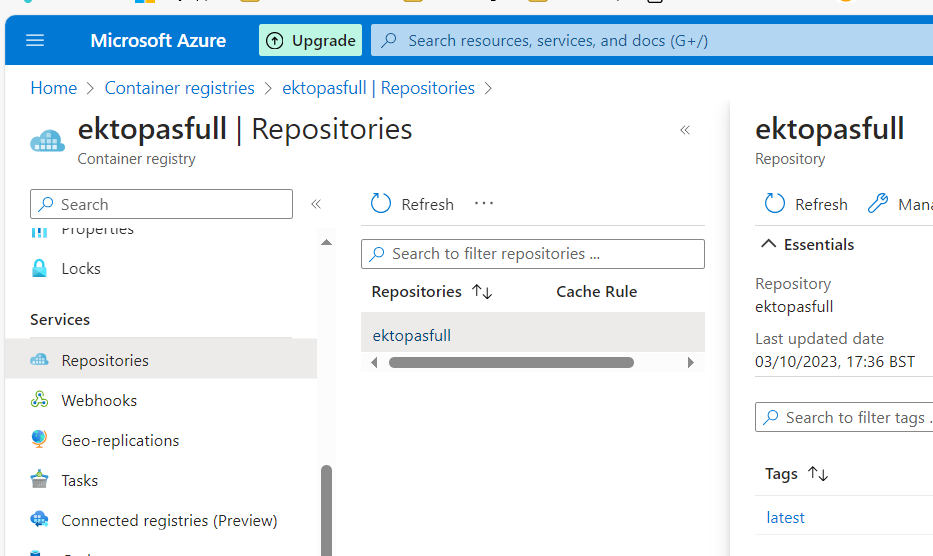 Microsoft Azure
Upgrade
Search resources, services, and docs (G+/)
Home > Container registries > ektopasfull | Repositories >
ektopasfull | Repositories
Container registry
Search
Properties
Locks
Services
Repositories
Webhooks
Geo-replications
Tasks
Connected registries (Preview)
Refresh
Search to filter repositories ...
Repositories
Cache Rule
ektopasfull
ektopasfull
Repository
Refresh
Essentials
Repository
ektopasfull
Last updated date
03/10/2023, 17:36 BST
Search to filter tags .
Tags
latest